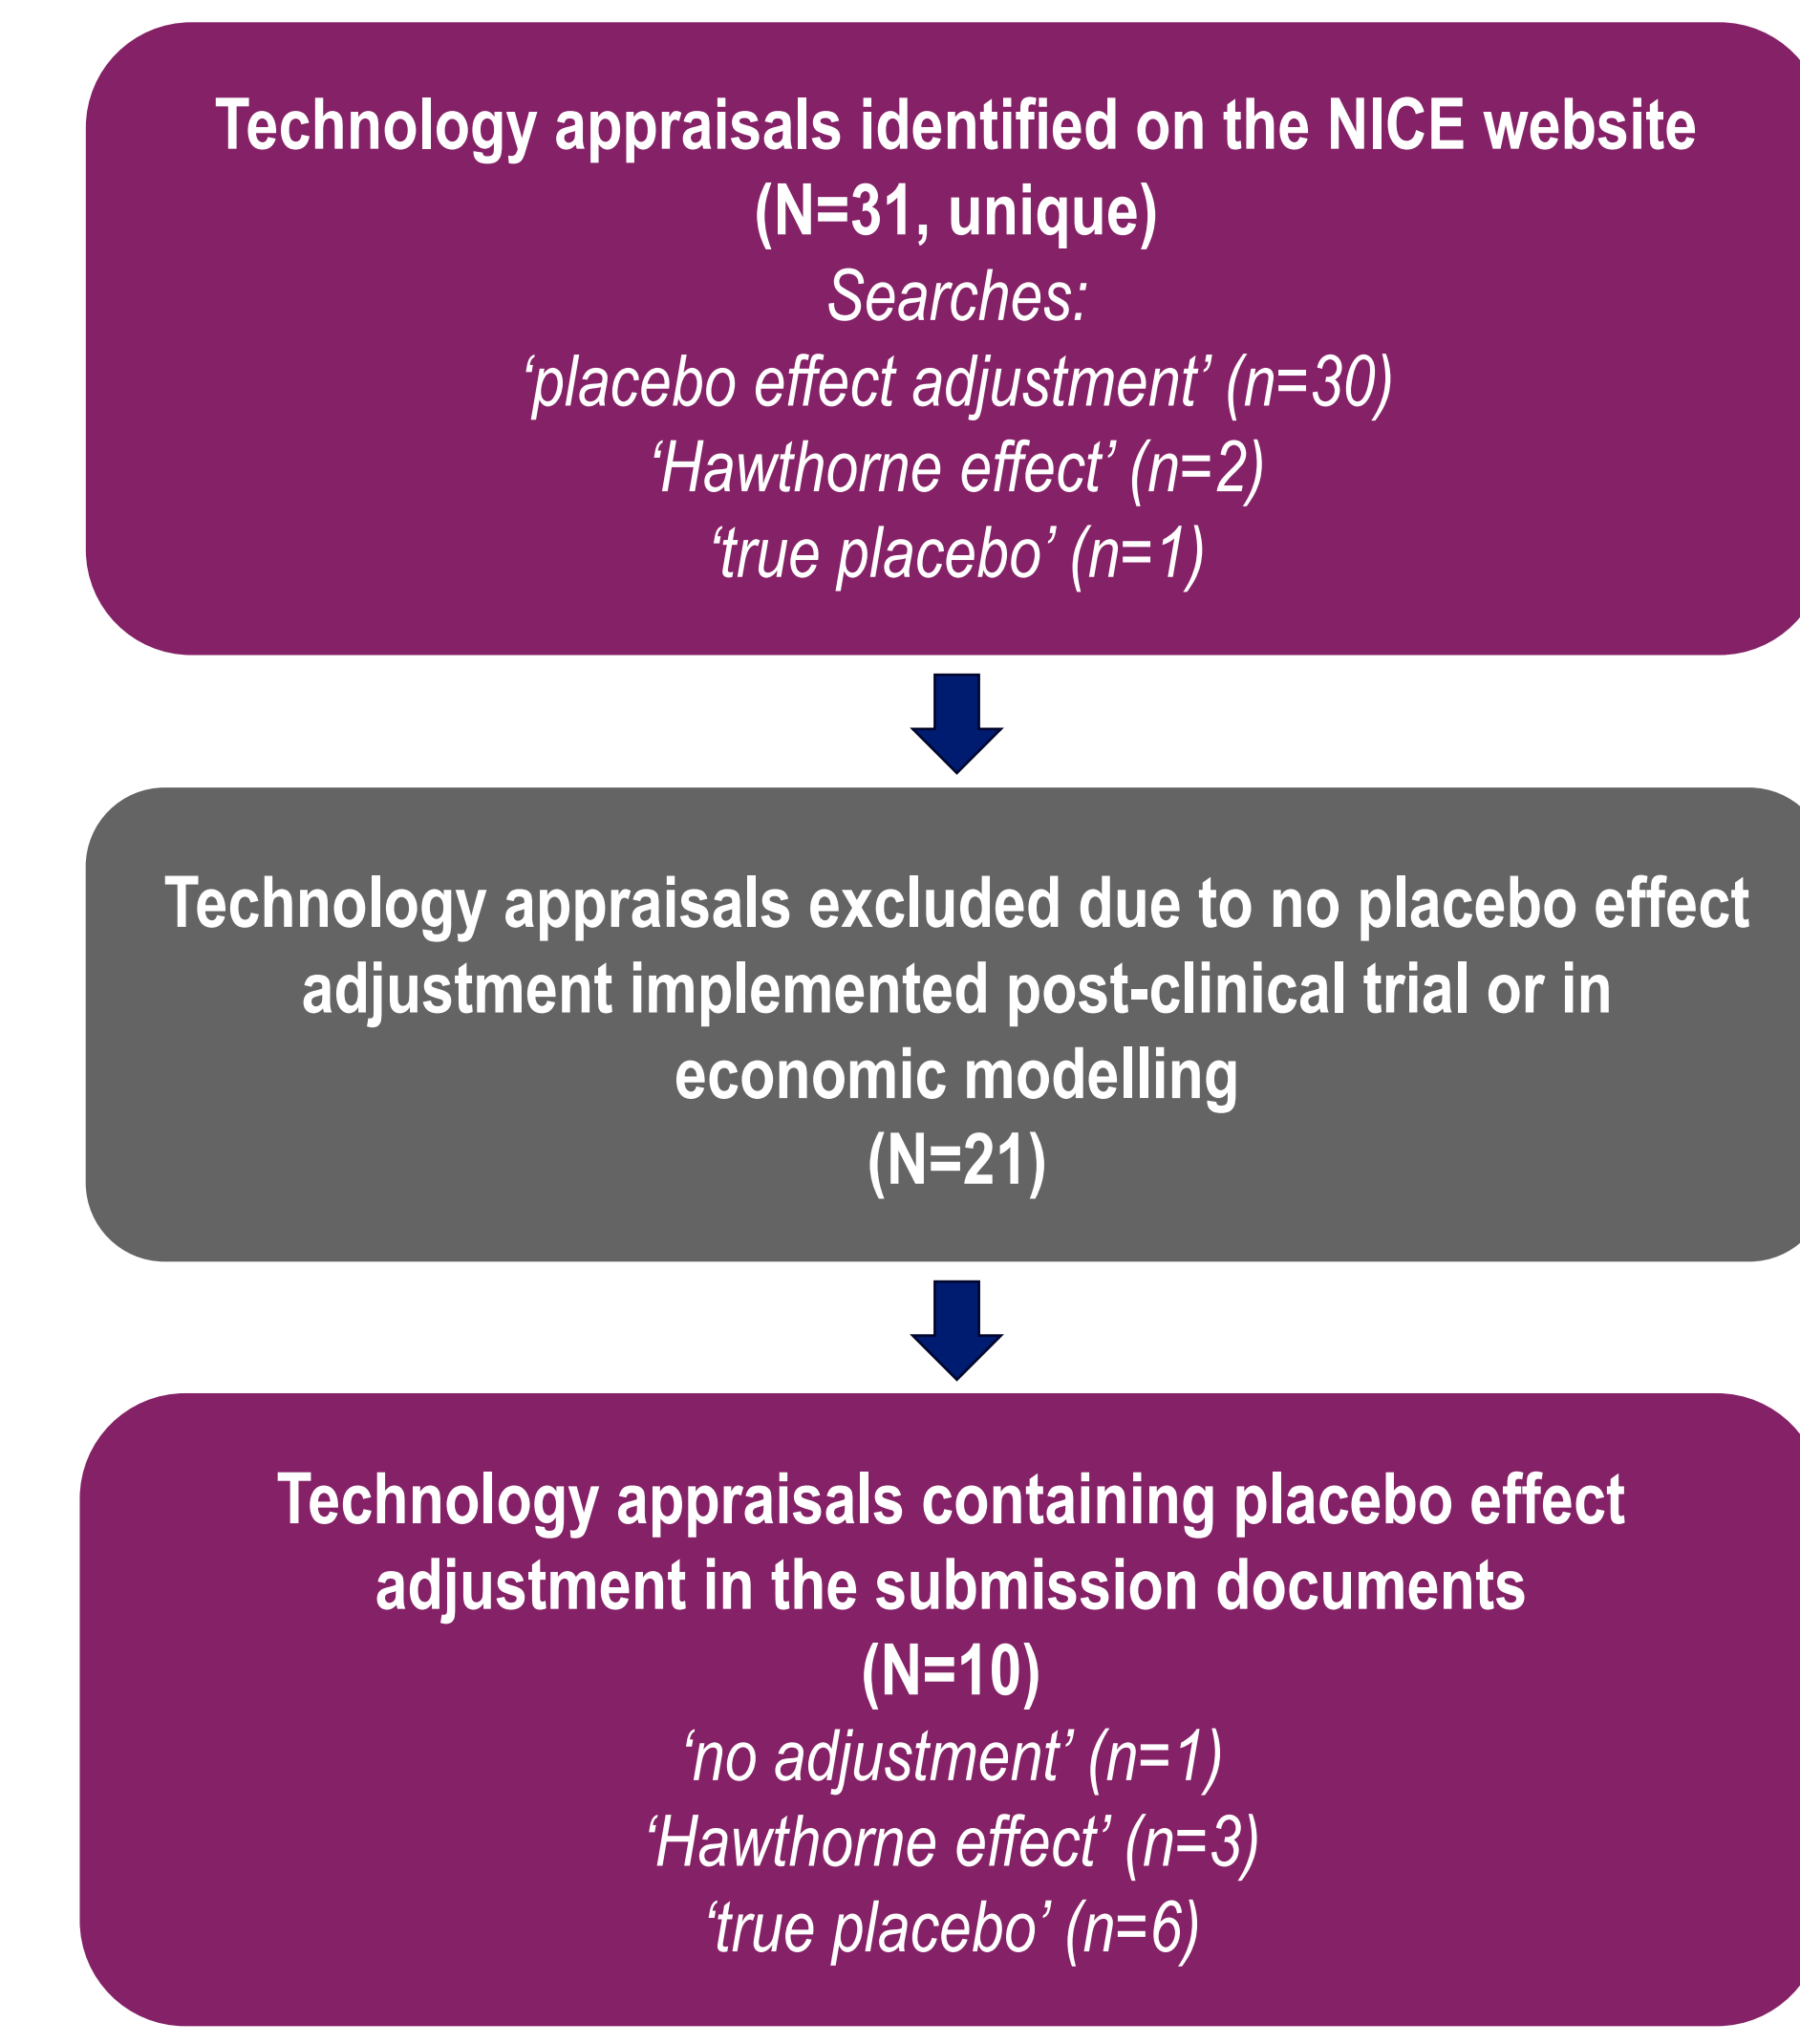 Technology appraisals identified on the NICE website
(N=31, unique)
Searches:
‘placebo effect adjustment’ (n=30)
‘Hawthorne effect’ (n=2)
‘true placebo’ (n=1)
Technology appraisals excluded due to no placebo effect
adjustment implemented post-clinical trial or in
economic modelling
(N=21)
Technology appraisals containing placebo effect
adjustment in the submission documents
(N=10)
‘no adjustment’ (n=1)
‘Hawthorne effect’ (n=3)
‘true placebo’ (n=6)